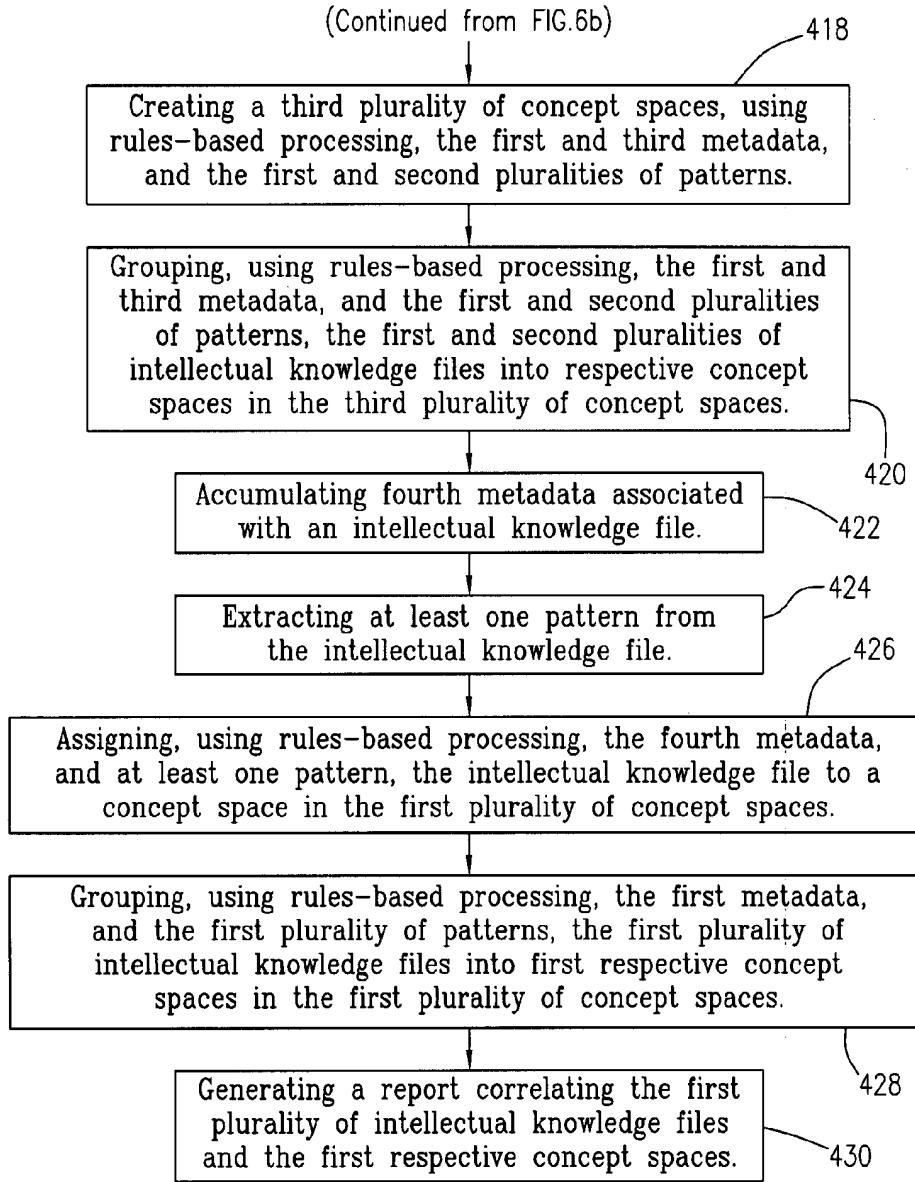 (Continued from FIG.6b)
418
Creating a third plurality of concept spaces, using
rules-based processing, the first and third metadata,
and the first and second pluralities of patterns.
Grouping, using rules-based processing, the first and
third metadata, and the first and second pluralities
of patterns, the first and second pluralities of
intellectual knowledge files into respective concept
spaces in the third plurality of concept spaces.
420
Accumulating fourth metadata associated
with an intellectual knowledge file.
422
424
Extracting at least one pattern from
the intellectual knowledge file.
426
Assigning, using rules-based processing, the fourth metadata,
and at least one pattern, the intellectual knowledge file to a
concept space in the first plurality of concept spaces.
Grouping, using rules-based processing, the first metadata,
and the first plurality of patterns, the first plurality of
intellectual knowledge files into first respective concept
spaces in the first plurality of concept spaces.
428
Generating a report correlating the first
plurality of intellectual knowledge files
and the first respective concept spaces.
430